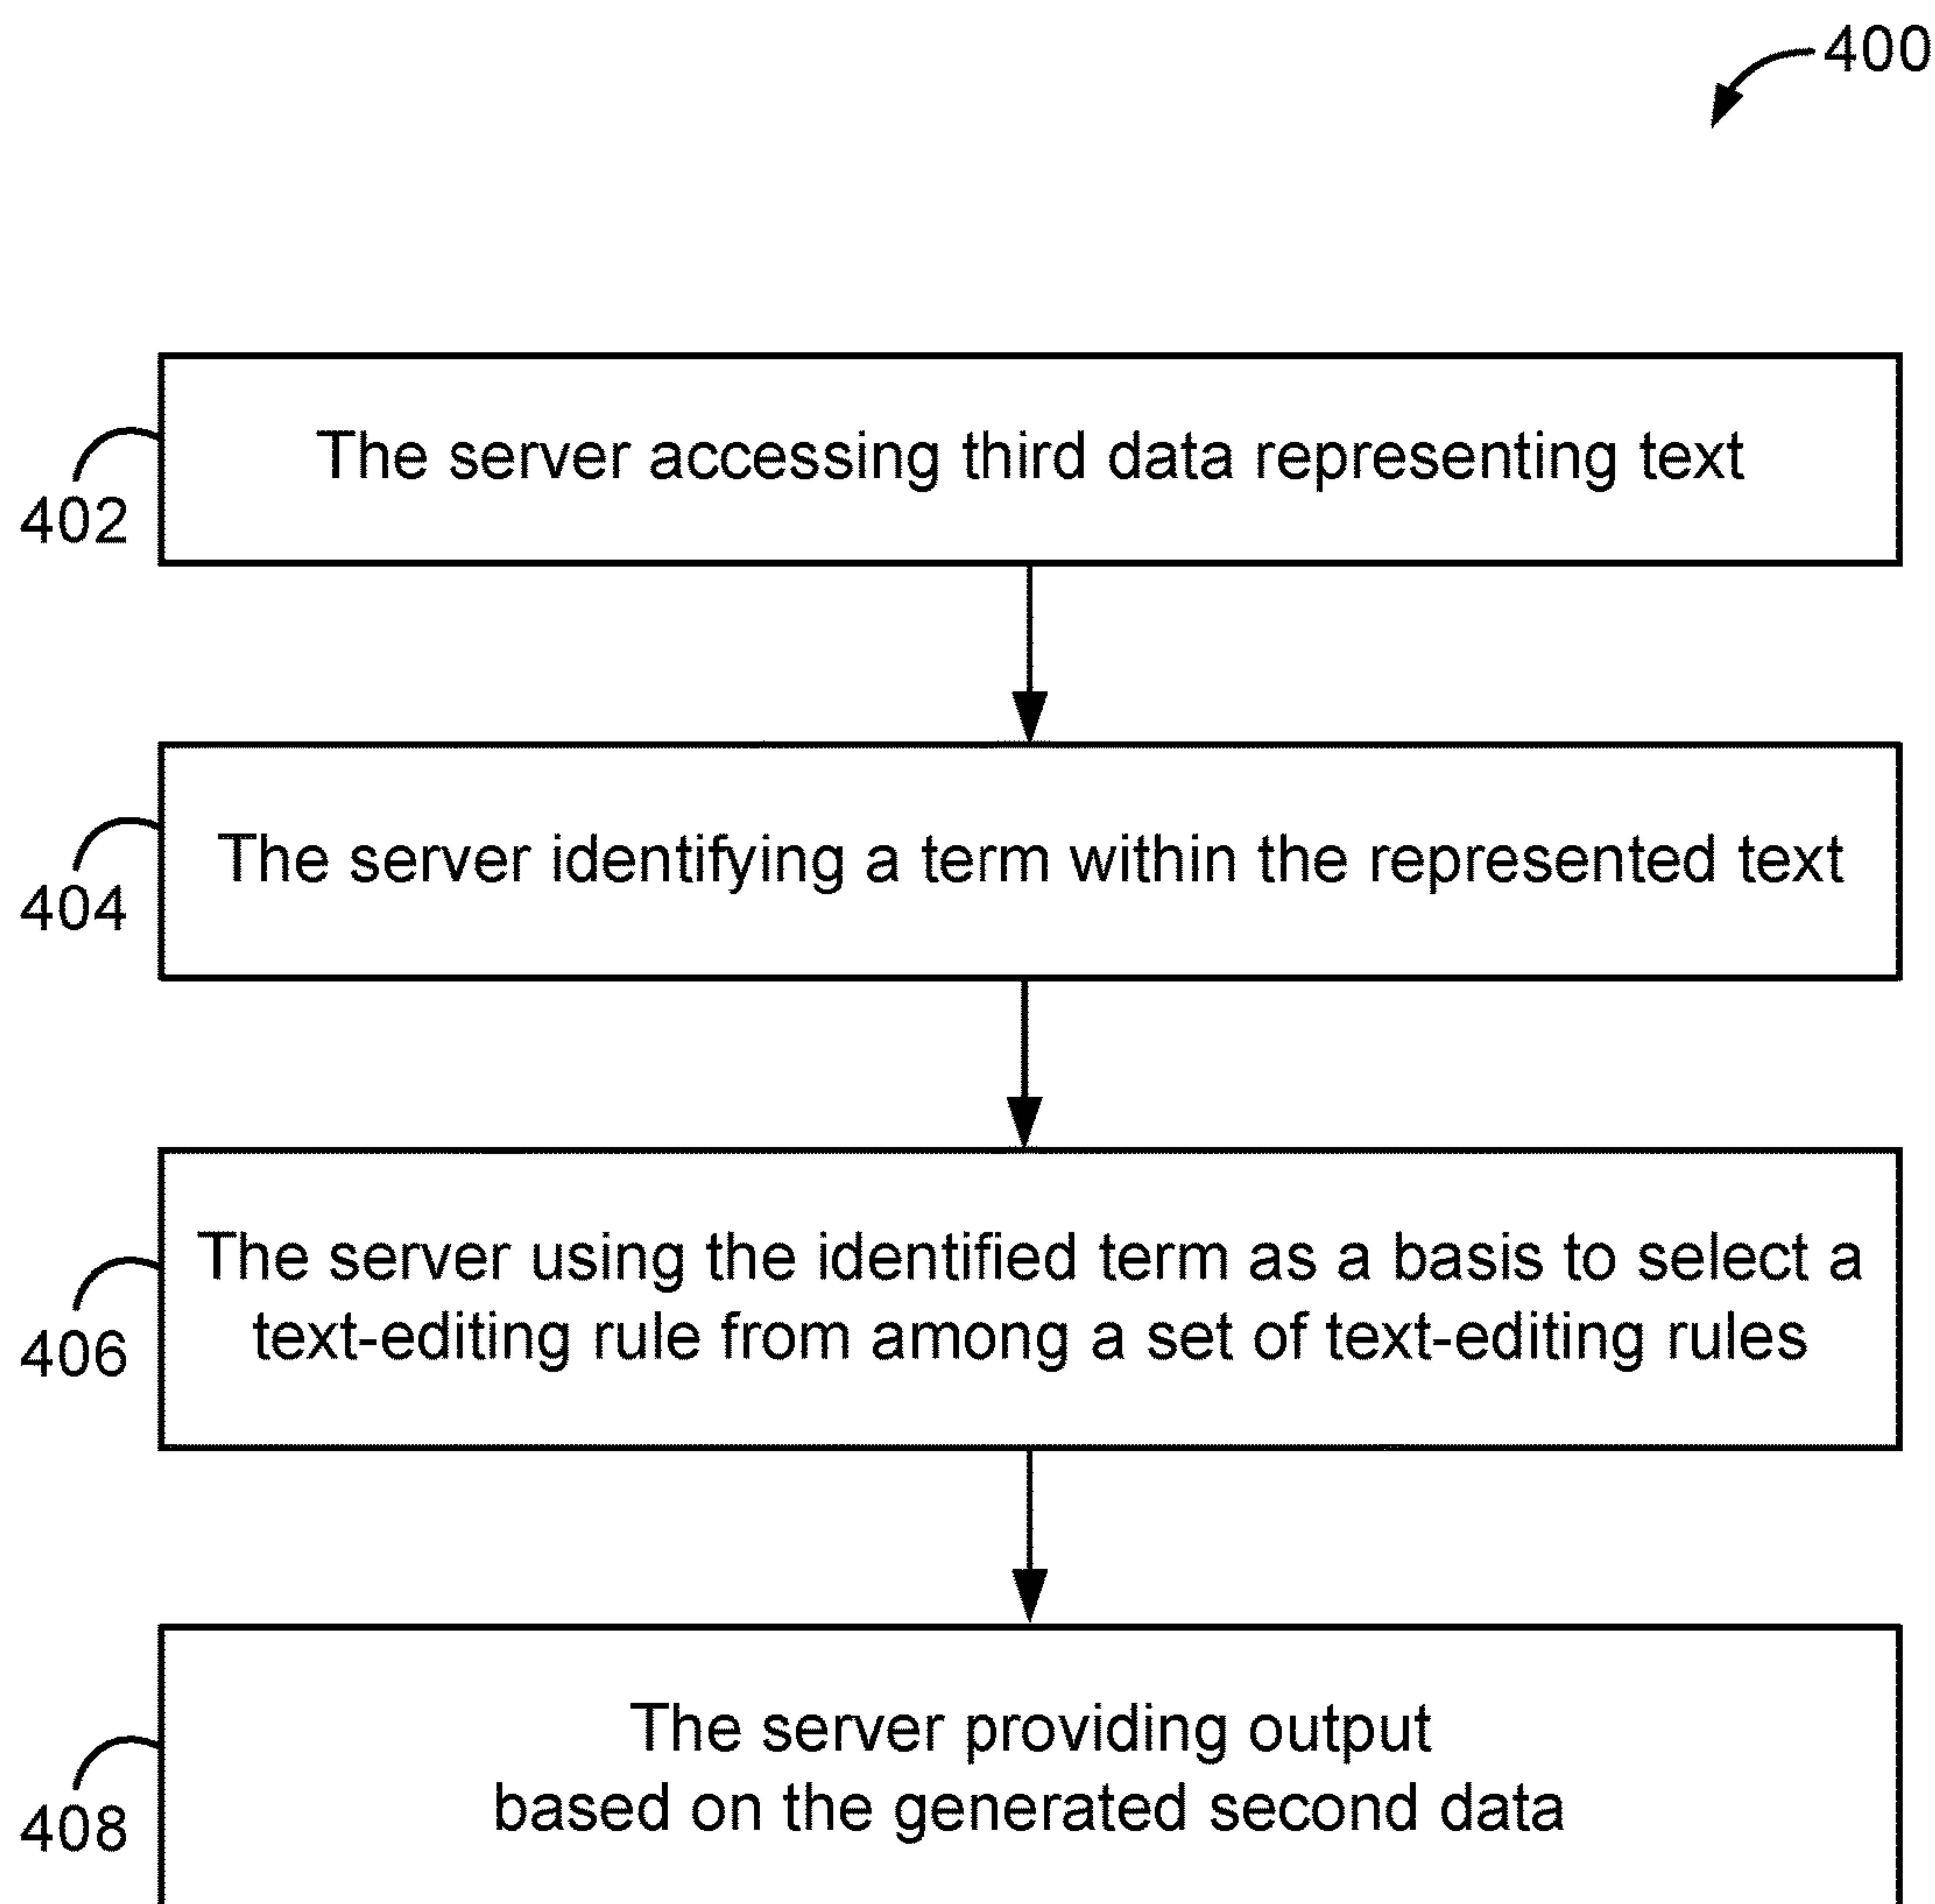 400
The server accessing third data representing text
402
The server identifying a term within the represented text
404
The server using the identified term as a basis to select a
text-editing rule from among a set of text-editing rules
406
The server providing output
based on the generated second data
408